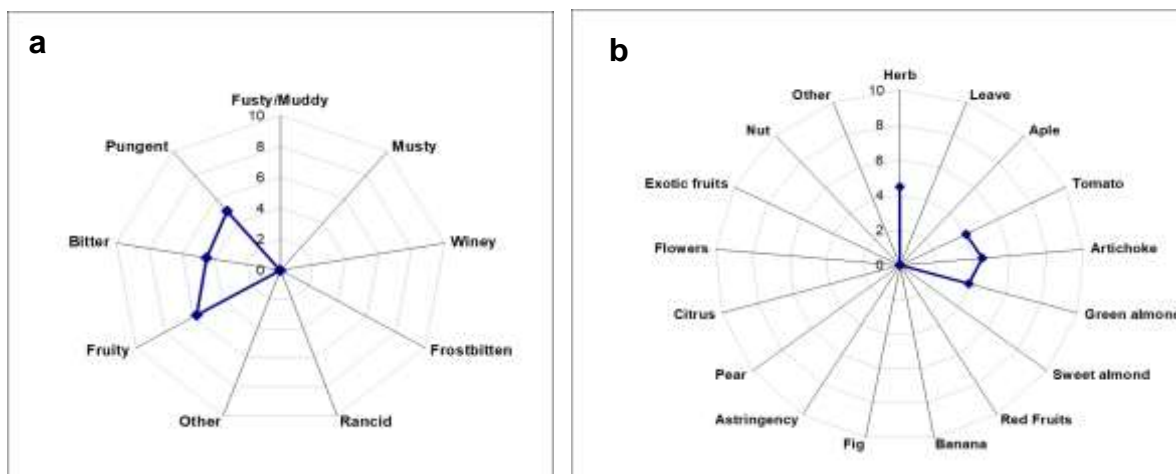 a
Fusty/Muddy
Musty
Winey
Frostbitten
Rancid
Other
Fruity
Bitter
Pungent
10
8
6
4
2
0
b
Herb
Leave
Aple
Tomato
Artichoke
Green almond
Sweet almond
Red Fruits
Banana
Fig
Astringency
Pear
Citrus
Flowers
Exotic fruits
Nut
Other
10
8
6
4
2
0